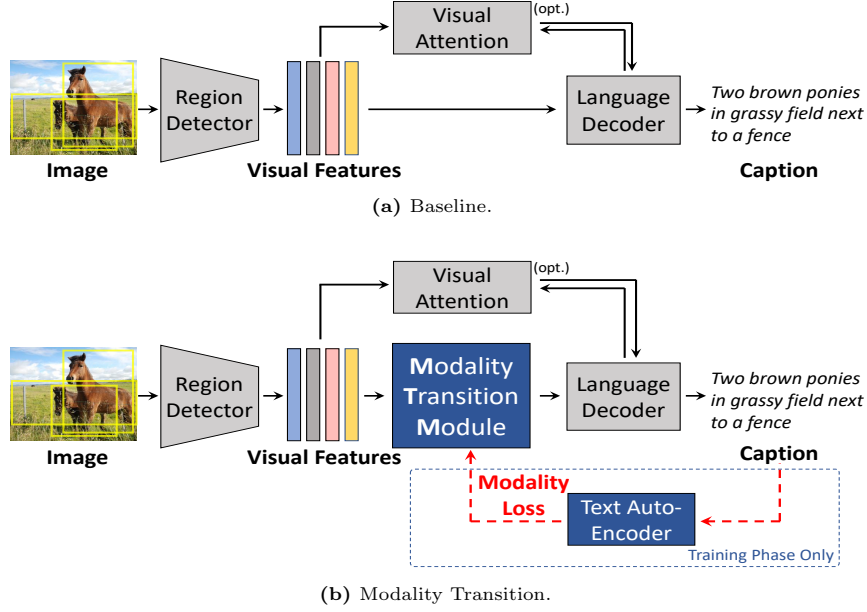 Visual
Attention
(opt.)
Region
Detector
Language
Decoder
Two brown ponies
in grassy field next
to a fence
Image
Visual Features
Caption
(a) Baseline.
Visual
Attention
(opt.)
Region
Detector
Modality
Transition
Module
Language
Decoder
Two brown ponies
in grassy field next
to a fence
Image
Visual Features
Caption
Modality
Loss
Text Auto-
Encoder
Training Phase Only
(b) Modality Transition.